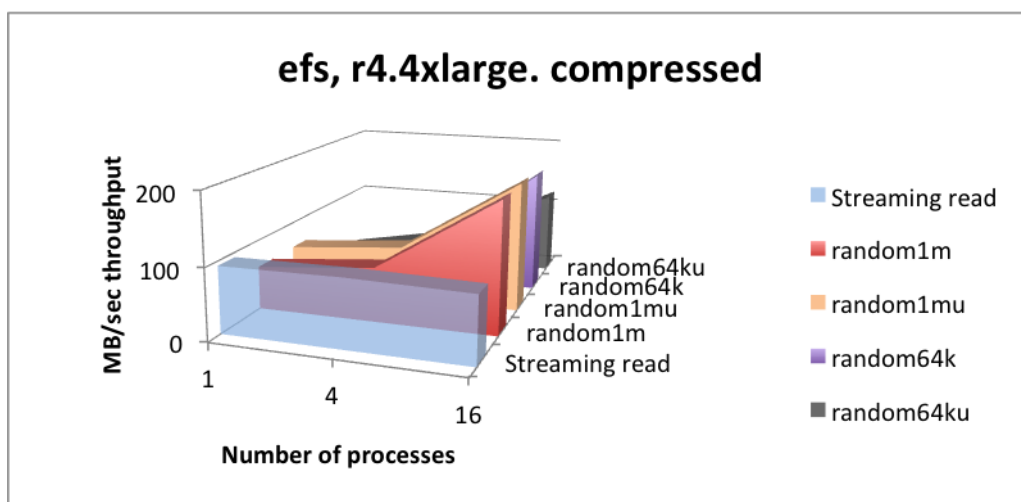 efs, r4.4xlarge. compressed
MB/sec throughput
200
100
0
1
4
16
Number of processes
random64ku
random64k
random1mu
random1m
Streaming read
Streaming read
random1m
random1mu
random64k
random64ku